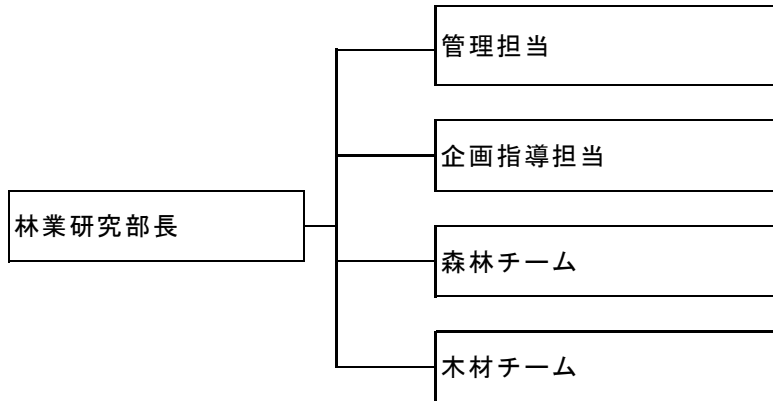 管理担当
企画指導担当
林業研究部長
森林チーム
木材チーム